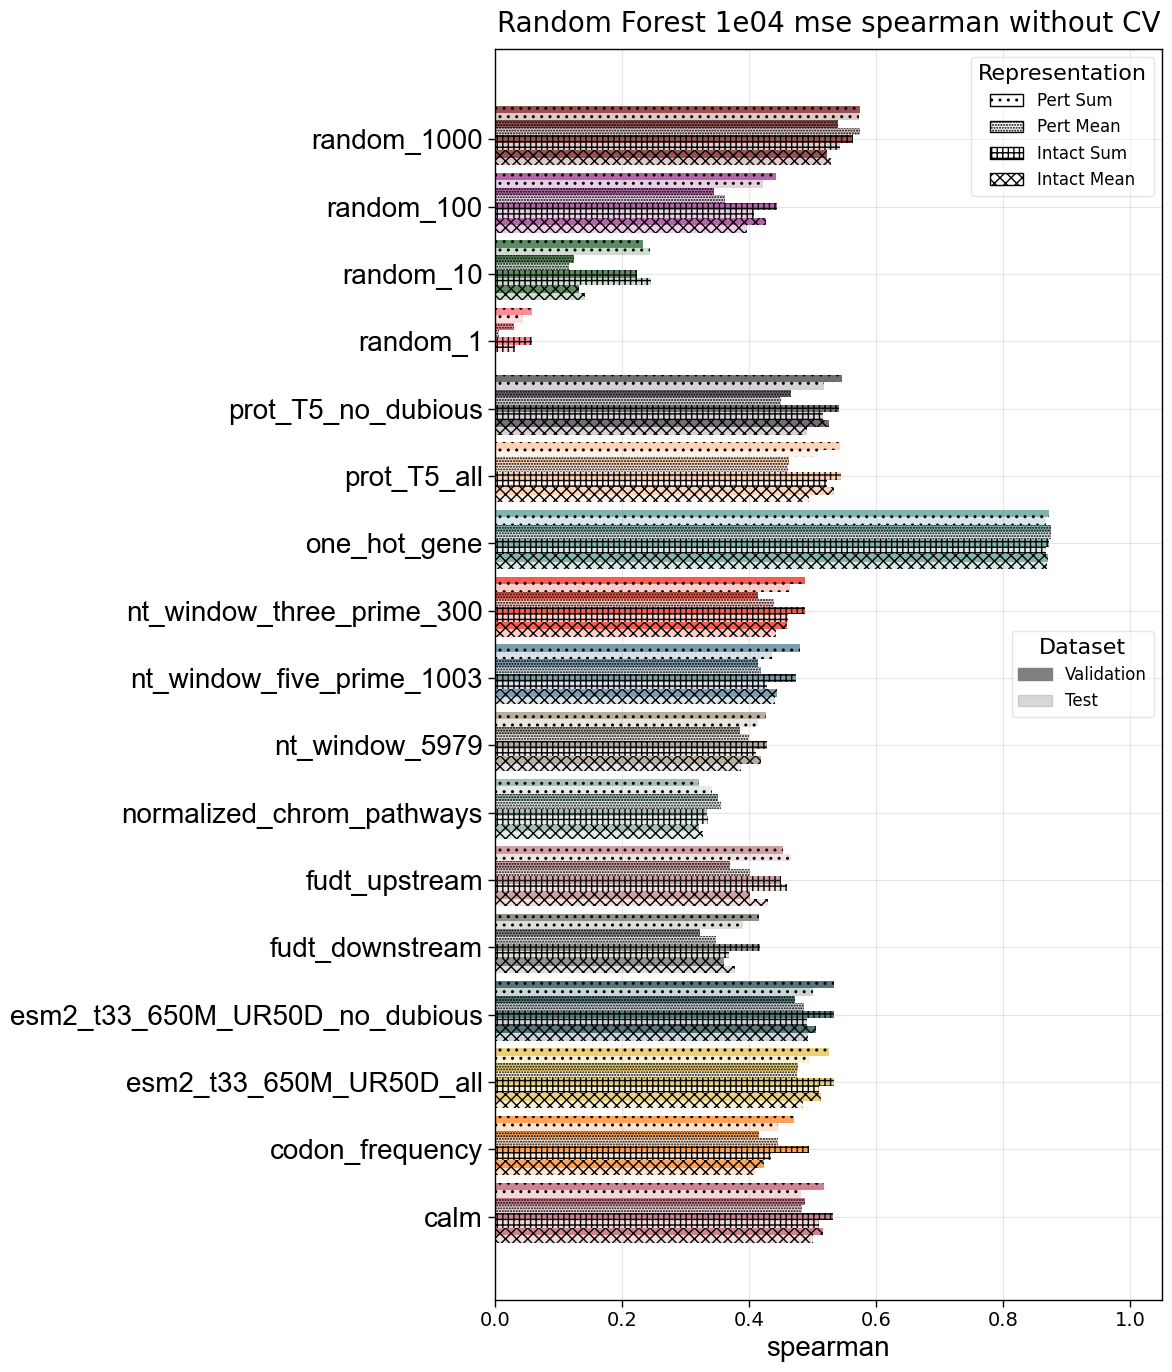 Random Forest 1e04 mse spearman without CV
Representation
Pert Sum
Pert Mean
Intact Sum
Intact Mean
random_1000
random_100
random_10
random_1
prot_T5_no_dubious
prot_T5_all
one_hot_gene
nt_window_three_prime_300
nt_window_five_prime_1003
nt_window_5979
normalized_chrom_pathways
fudt_upstream
fudt_downstream
esm2_t33_650M_UR50D_no_dubious
esm2_t33_650M_UR50D_all
codon_frequency
calm
Dataset
Validation
Test
0.0 0.2 0.4 0.6 0.8 1.0
spearman